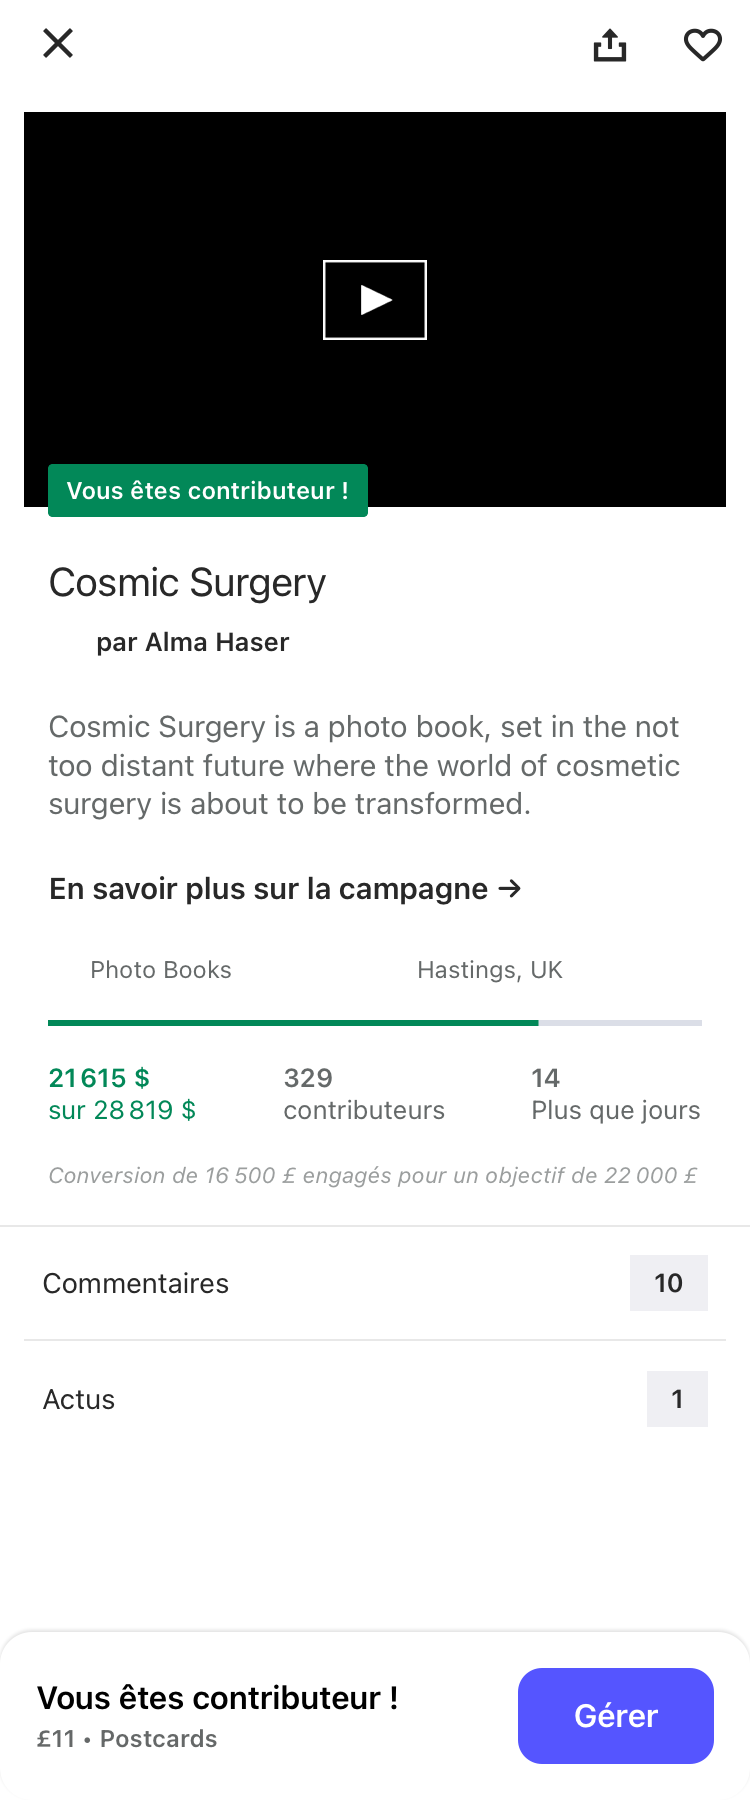 Vous êtes contributeur !
Cosmic Surgery
par Alma Haser
Cosmic Surgery is a photo book, set in the not
too distant future where the world of cosmetic
surgery is about to be transformed.
En savoir plus sur la campagne →
Photo Books
Hastings, UK
21 615 $
sur 28 819 $
329
contributeurs
14
Plus que jours
Conversion de 16 500 £ engagés pour un objectif de 22 000 £
Commentaires
10
Actus
1
Vous êtes contributeur !
£11 • Postcards
Gérer